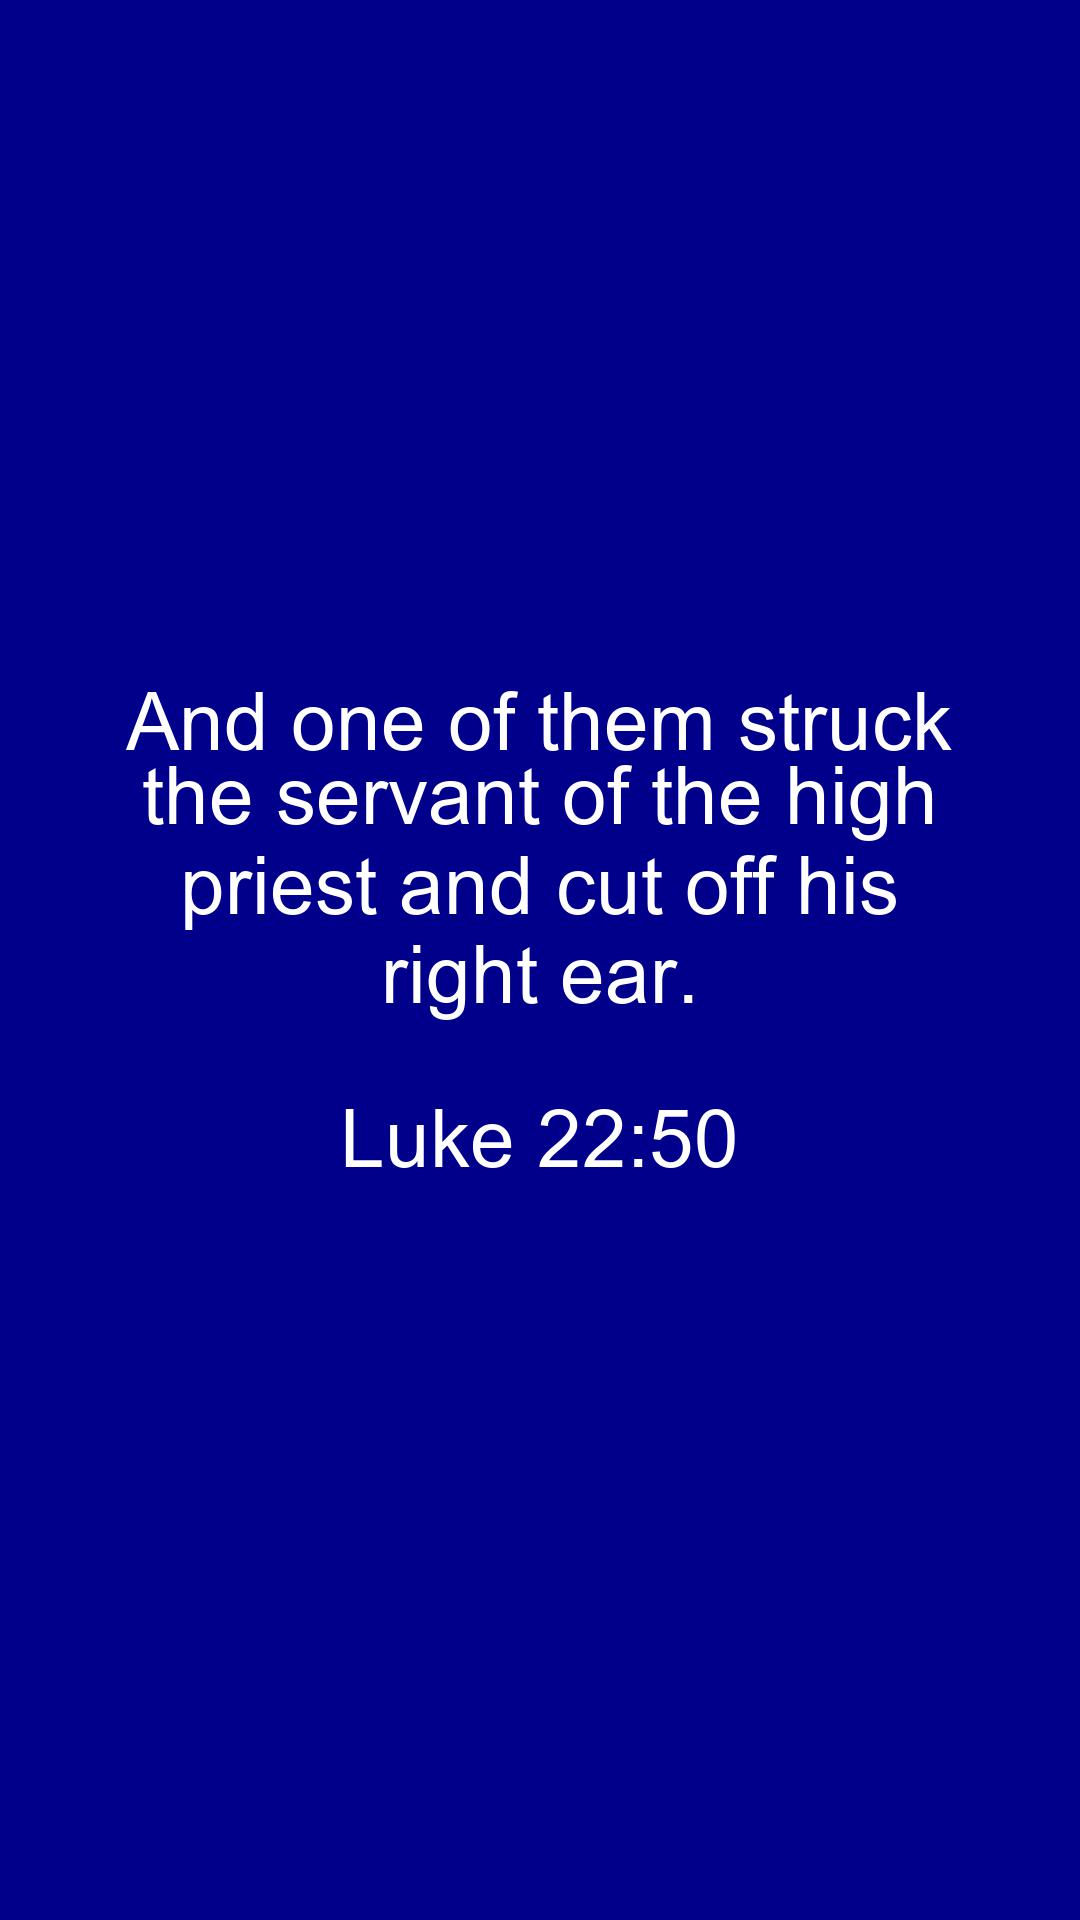 And one of them struck
the servant of the high
priest and cut off his
right ear.
Luke 22:50